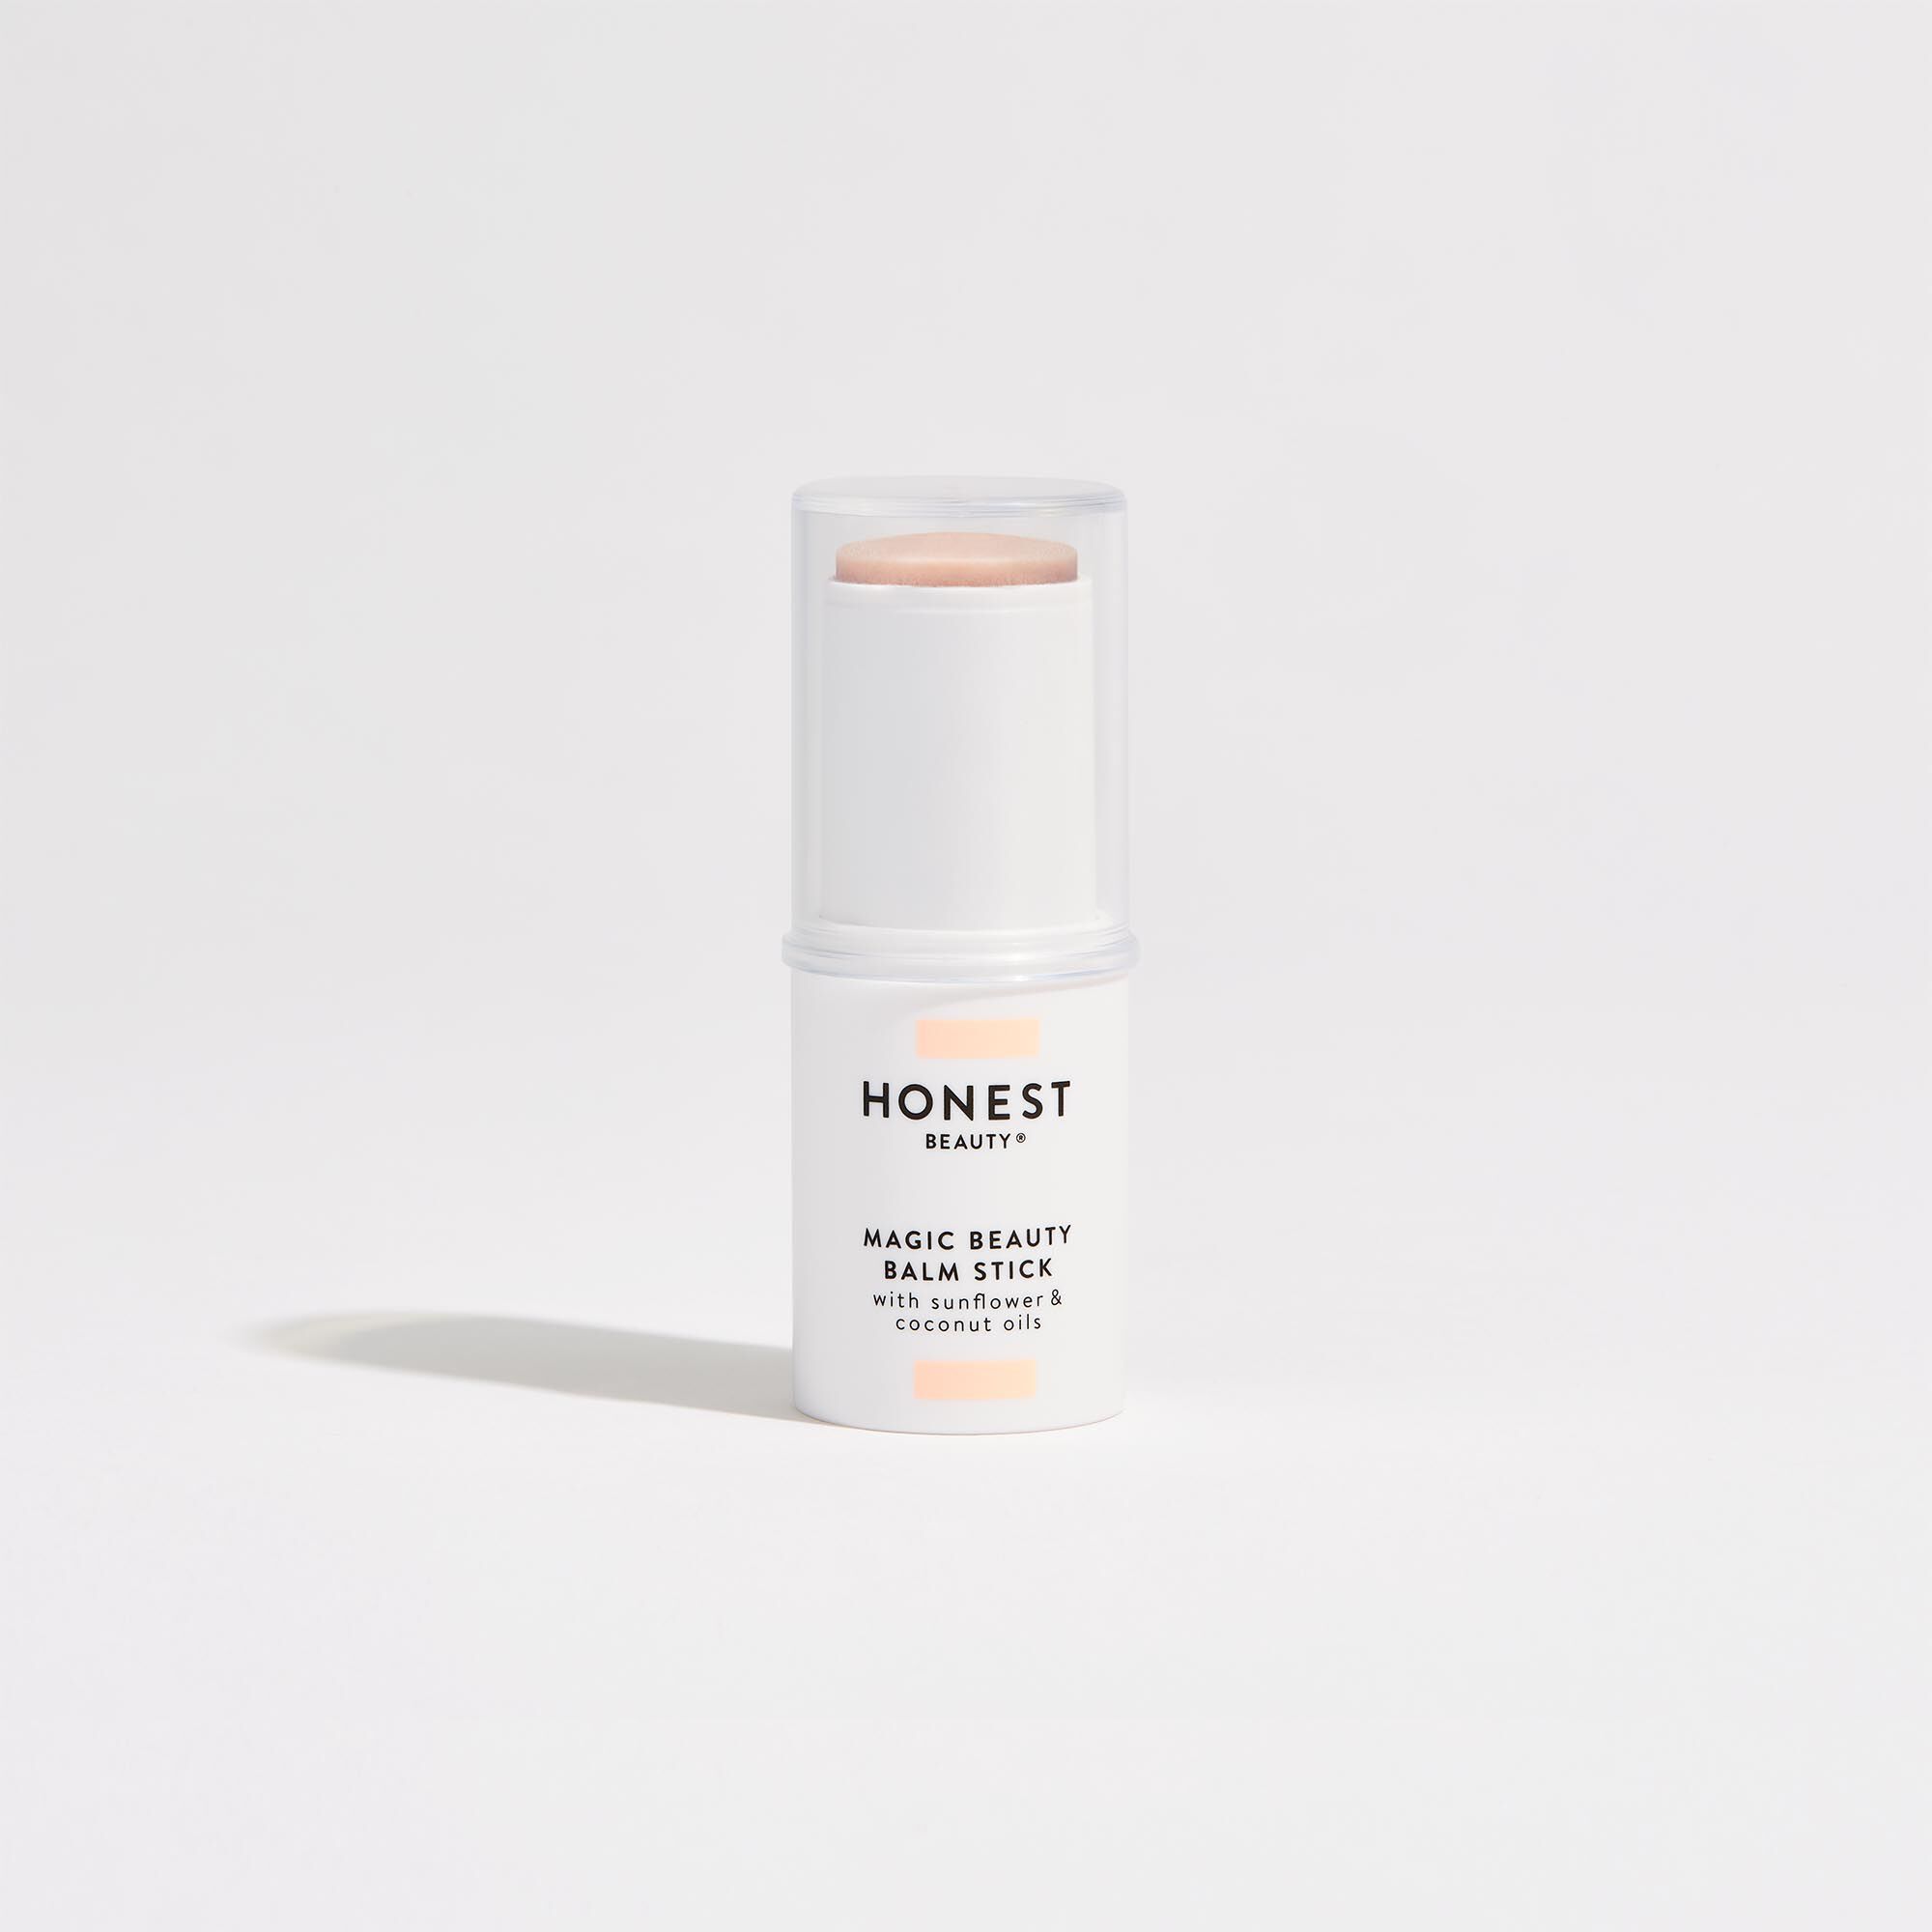 HONEST
BEAUTY®
MAGIC BEAUTY
BALM STICK
with sunflower &
coconut oils